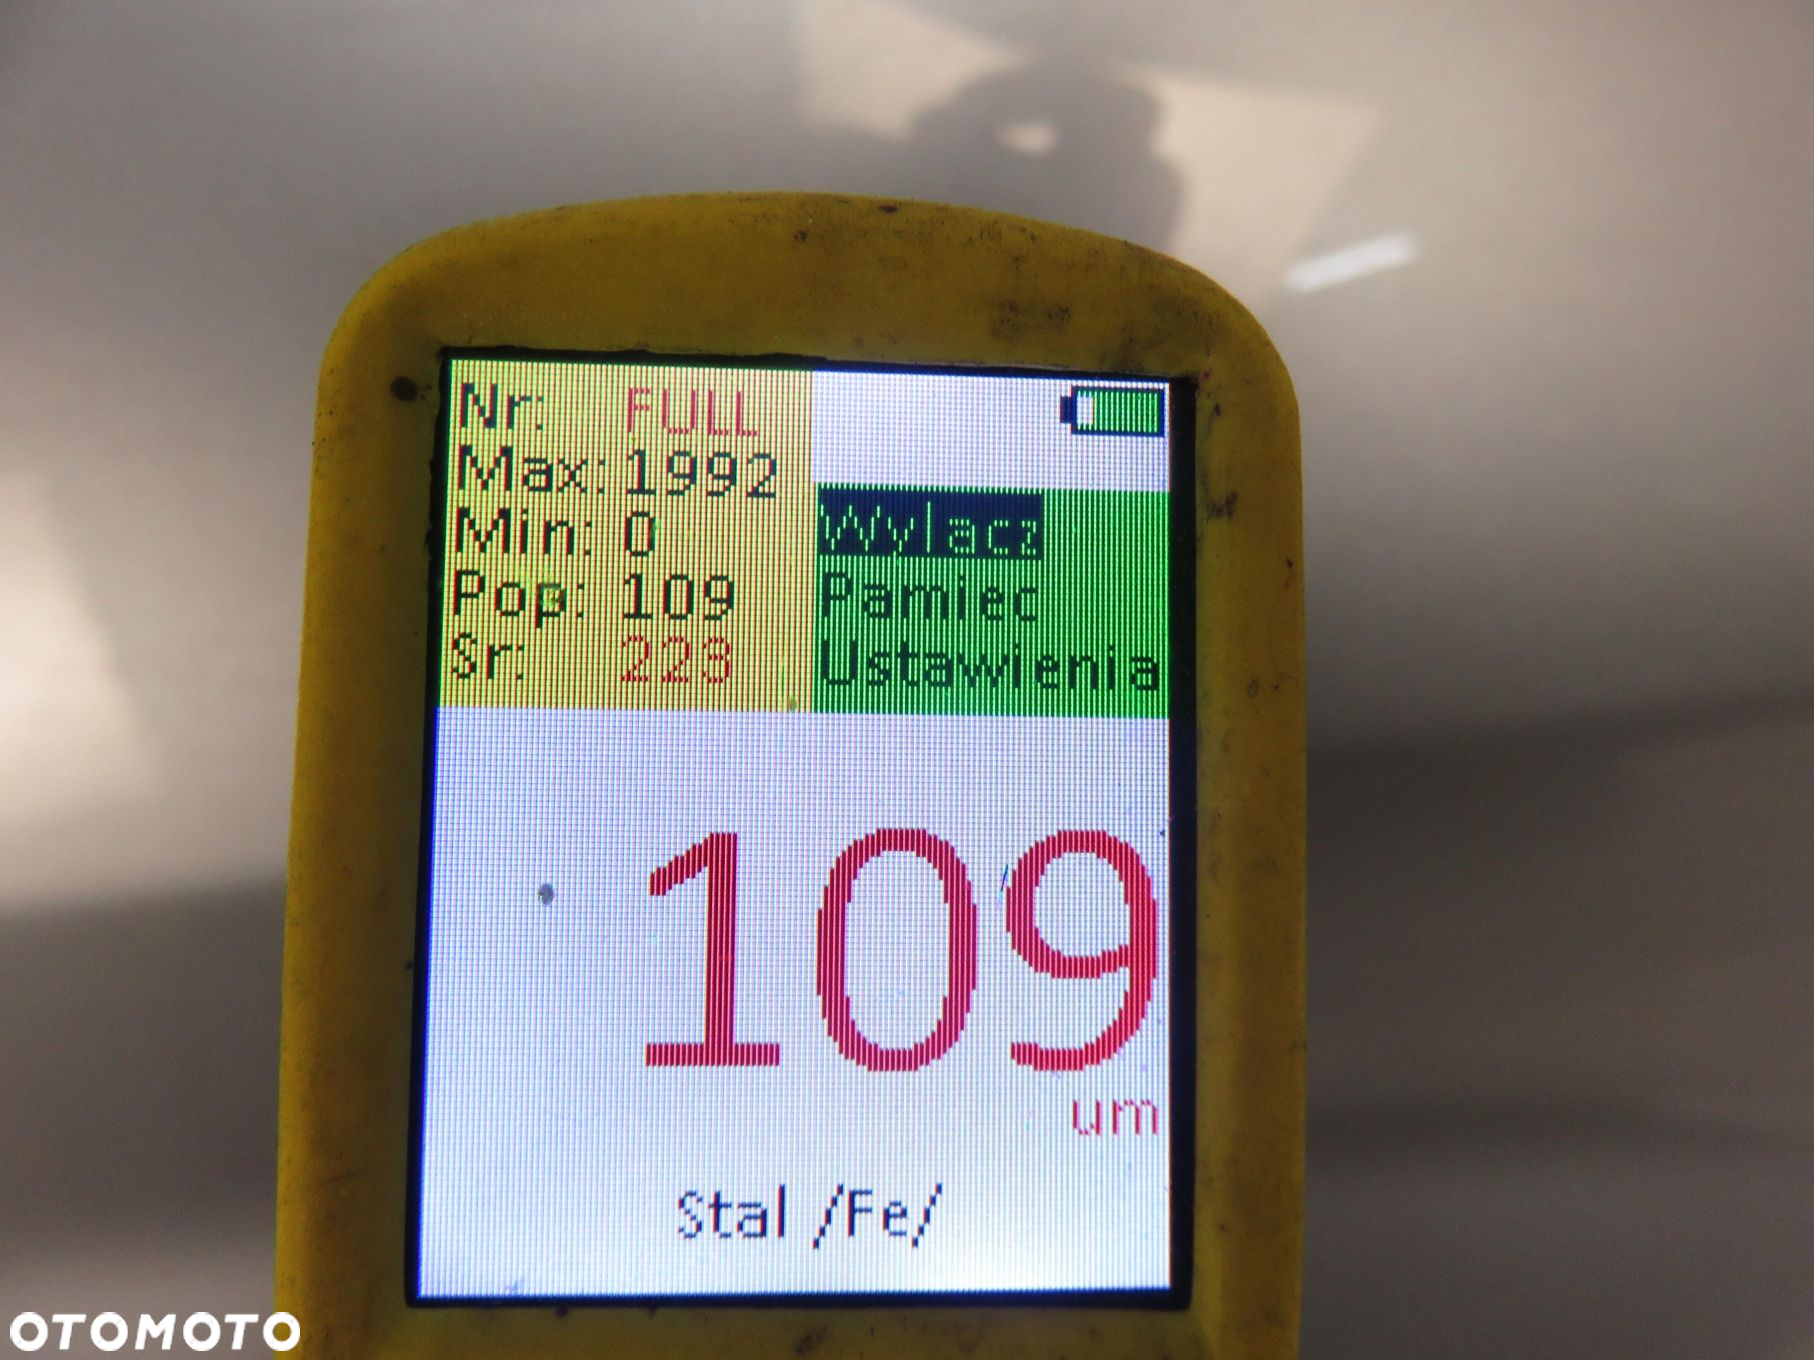 Nr: FULL
Max: 1992
Min: 0
Pop: 109
Sr: 223
Wylacz
Pamiec
Ustawienia
109
um
Stal /Fe/
OTOMOTO